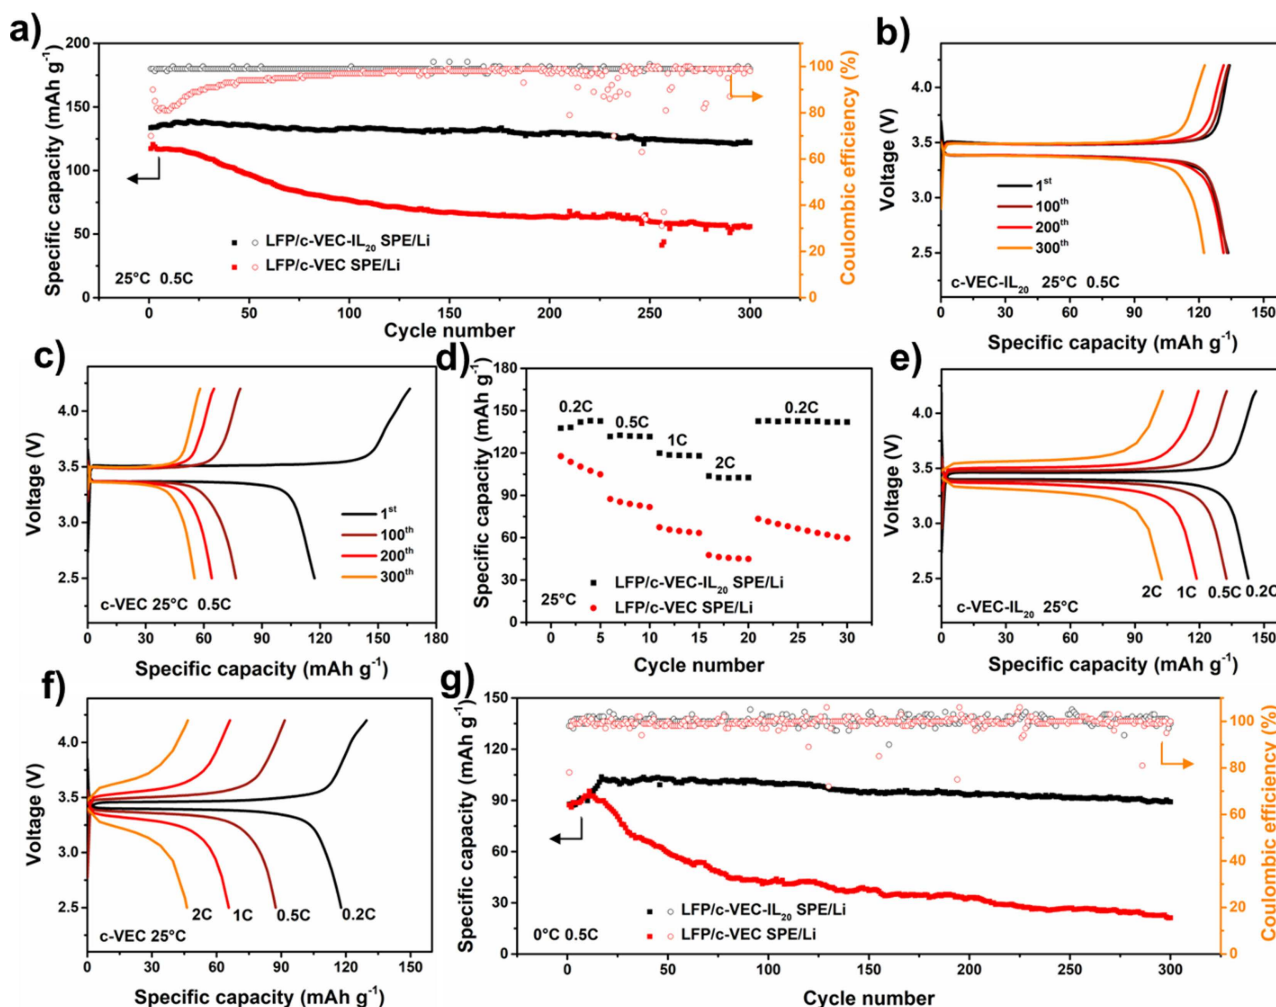 a)
200
150
100
50
0
Specific capacity (mAh g⁻¹)
100
80
60
40
20
0
Coulombic efficiency (%)
LFP/c-VEC-IL₂₀ SPE/Li
LFP/c-VEC SPE/Li
25°C 0.5C
0 50 100 150 200 250 300
Cycle number
b)
4.0
3.5
3.0
2.5
Voltage (V)
1ˢᵗ
100ᵗʰ
200ᵗʰ
300ᵗʰ
c-VEC-IL₂₀ 25°C 0.5C
0 30 60 90 120 150
Specific capacity (mAh g⁻¹)
c)
4.0
3.5
3.0
2.5
Voltage (V)
1ˢᵗ
100ᵗʰ
200ᵗʰ
300ᵗʰ
c-VEC 25°C 0.5C
0 30 60 90 120 150 180
Specific capacity (mAh g⁻¹)
d)
180
150
120
90
60
30
0
Specific capacity (mAh g⁻¹)
0.2C 0.5C 1C 2C 0.2C
LFP/c-VEC-IL₂₀ SPE/Li
25°C
LFP/c-VEC SPE/Li
0 5 10 15 20 25 30
Cycle number
e)
4.0
3.5
3.0
2.5
Voltage (V)
c-VEC-IL₂₀ 25°C
2C 1C 0.5C 0.2C
0 30 60 90 120 150
Specific capacity (mAh g⁻¹)
f)
4.0
3.5
3.0
2.5
Voltage (V)
2C 1C 0.5C 0.2C
c-VEC 25°C
0 30 60 90 120 150
Specific capacity (mAh g⁻¹)
g)
150
120
90
60
30
0
Specific capacity (mAh g⁻¹)
100
80
60
40
20
0
Coulombic efficiency (%)
LFP/c-VEC-IL₂₀ SPE/Li
0°C 0.5C
LFP/c-VEC SPE/Li
0 50 100 150 200 250 300
Cycle number